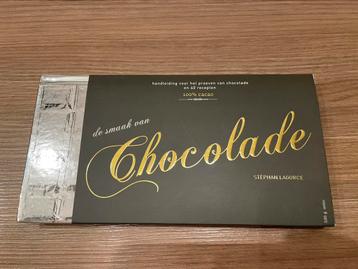 handleiding voor het proeven van chocolade
en 40 recepten
100% cacao
de smaak van
Chocolade
STÉPHAN LAGORCE